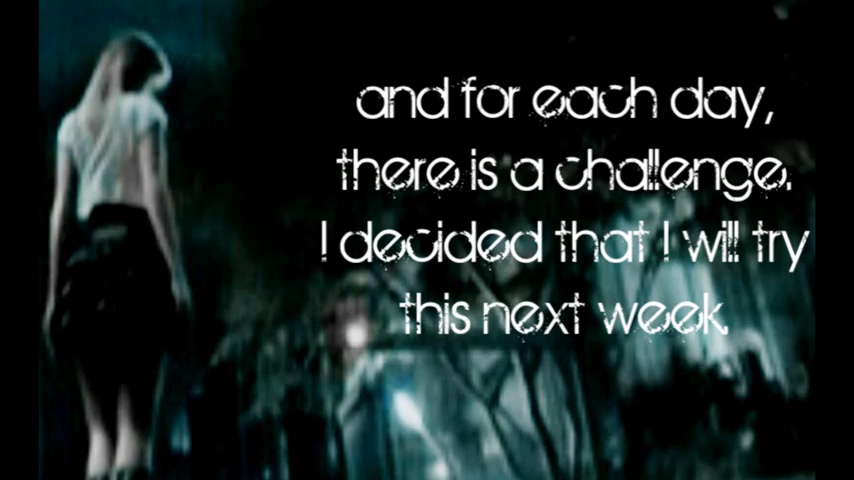 and for each day,
there is a challenge.
I decided that I will try
this next week.